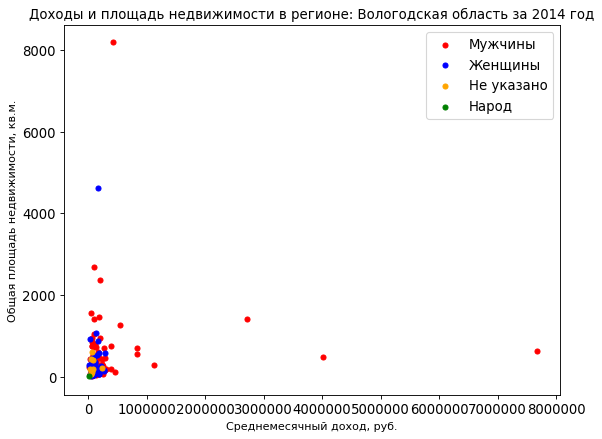 Доходы и площадь недвижимости в регионе: Вологодская область за 2014 год
Мужчины
Женщины
Не указано
Народ
8000
6000
4000
2000
0
Общая площадь недвижимости, кв.м.
0 1000000 2000000 3000000 4000000 5000000 6000000 7000000 8000000
Среднемесячный доход, руб.